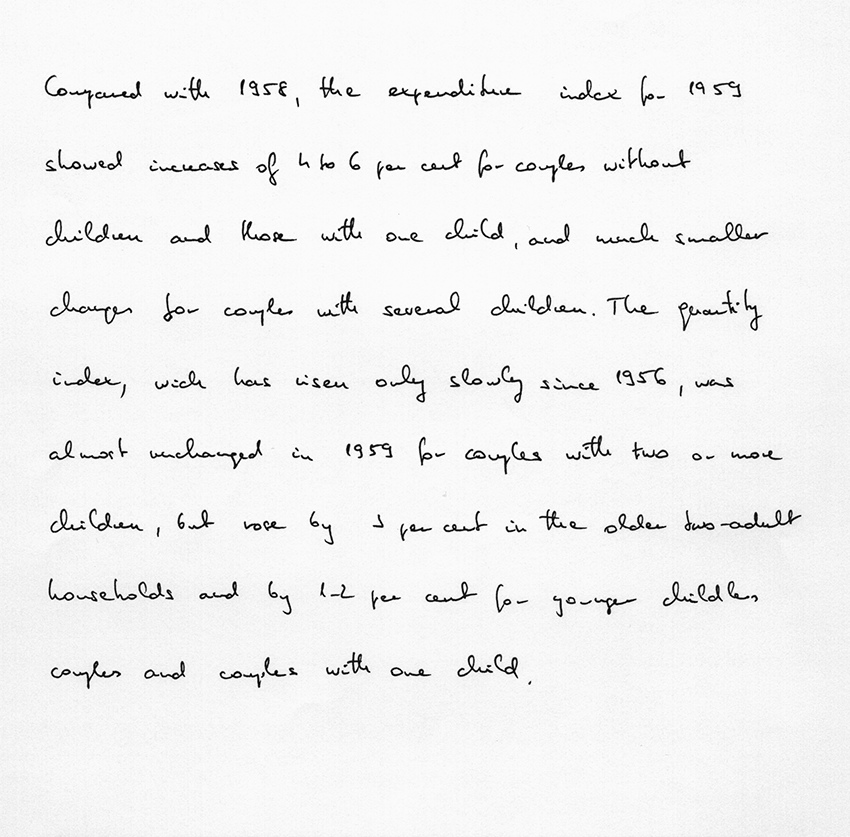 Compared with 1958, the expenditure index for 1959
showed increases of 4 to 6 per cent for couples without
children and those with one child, and much smaller
changes for couples with several children. The quantity
index, wich has risen only slowly since 1956, was
almost unchanged in 1959 for couples with two or more
children, but rose by per cent in the older two-adult
households and by 1-2 per cent for younger childless
couples and couples with one child.